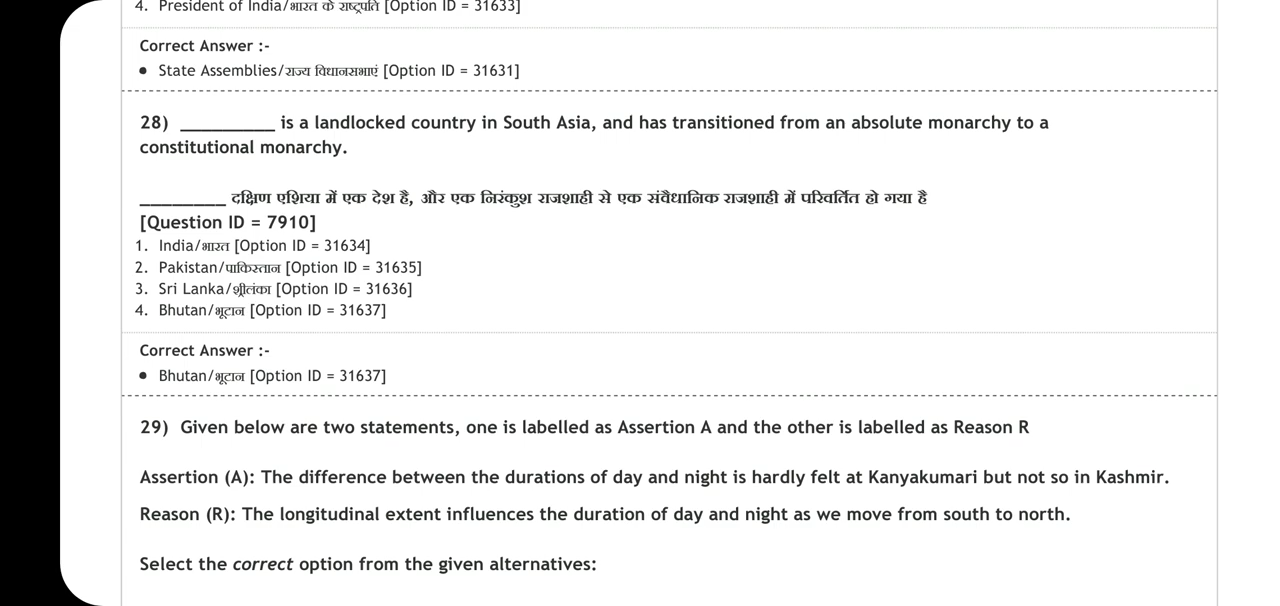 4. President of India/भारत के राष्ट्रपति [Option ID = 31633]
Correct Answer :-
• State Assemblies/राज्य विधानसभाएं [Option ID = 31631]
28) _________ is a landlocked country in South Asia, and has transitioned from an absolute monarchy to a
constitutional monarchy.
________ दक्षिण एशिया में एक देश है, और एक निरंकुश राजशाही से एक संवैधानिक राजशाही में परिवर्तित हो गया है
[Question ID = 7910]
1. India/भारत [Option ID = 31634]
2. Pakistan/पाकिस्तान [Option ID = 31635]
3. Sri Lanka/श्रीलंका [Option ID = 31636]
4. Bhutan/भूटान [Option ID = 31637]
Correct Answer :-
• Bhutan/भूटान [Option ID = 31637]
29) Given below are two statements, one is labelled as Assertion A and the other is labelled as Reason R
Assertion (A): The difference between the durations of day and night is hardly felt at Kanyakumari but not so in Kashmir.
Reason (R): The longitudinal extent influences the duration of day and night as we move from south to north.
Select the correct option from the given alternatives: